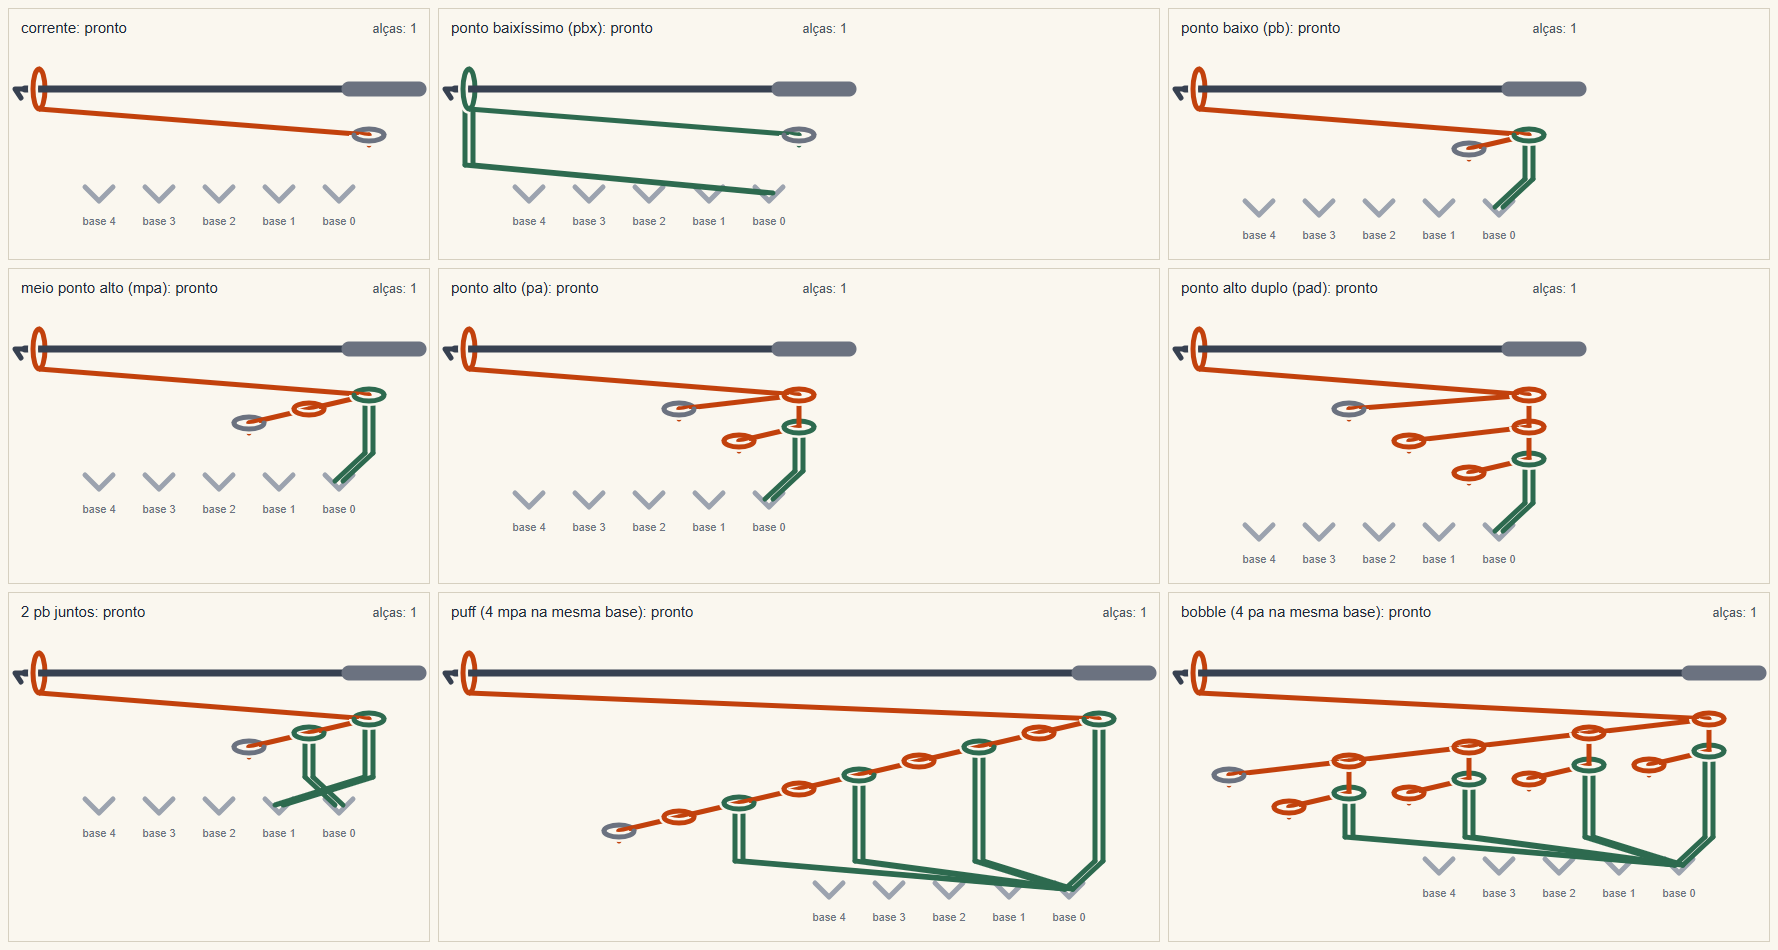 corrente: pronto
alças: 1
base 4 base 3 base 2 base 1 base 0
ponto baixíssimo (pbx): pronto
alças: 1
base 4 base 3 base 2 base 1 base 0
ponto baixo (pb): pronto
alças: 1
base 4 base 3 base 2 base 1 base 0
meio ponto alto (mpa): pronto
alças: 1
base 4 base 3 base 2 base 1 base 0
ponto alto (pa): pronto
alças: 1
base 4 base 3 base 2 base 1 base 0
ponto alto duplo (pad): pronto
alças: 1
base 4 base 3 base 2 base 1 base 0
2 pb juntos: pronto
alças: 1
base 4 base 3 base 2 base 1 base 0
puff (4 mpa na mesma base): pronto
alças: 1
base 4 base 3 base 2 base 1 base 0
bobble (4 pa na mesma base): pronto
alças: 1
base 4 base 3 base 2 base 1 base 0